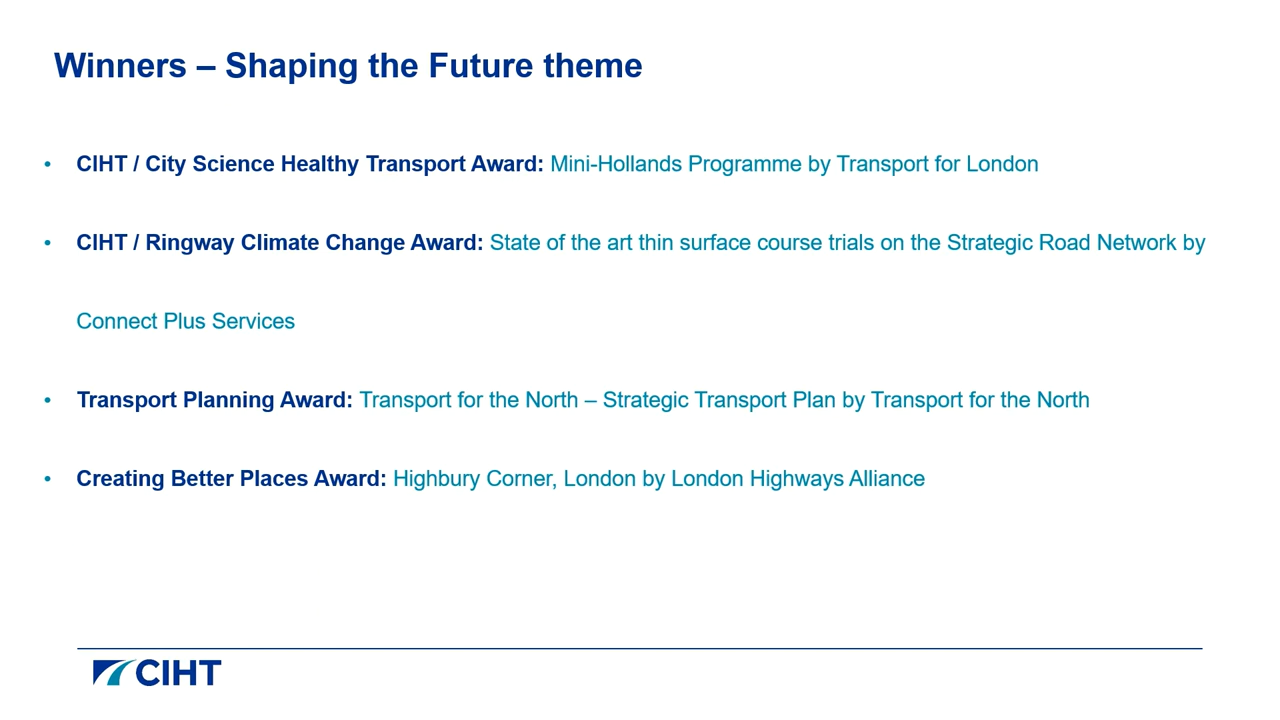 Winners – Shaping the Future theme
• CIHT / City Science Healthy Transport Award: Mini-Hollands Programme by Transport for London
• CIHT / Ringway Climate Change Award: State of the art thin surface course trials on the Strategic Road Network by
Connect Plus Services
• Transport Planning Award: Transport for the North – Strategic Transport Plan by Transport for the North
• Creating Better Places Award: Highbury Corner, London by London Highways Alliance
CIHT